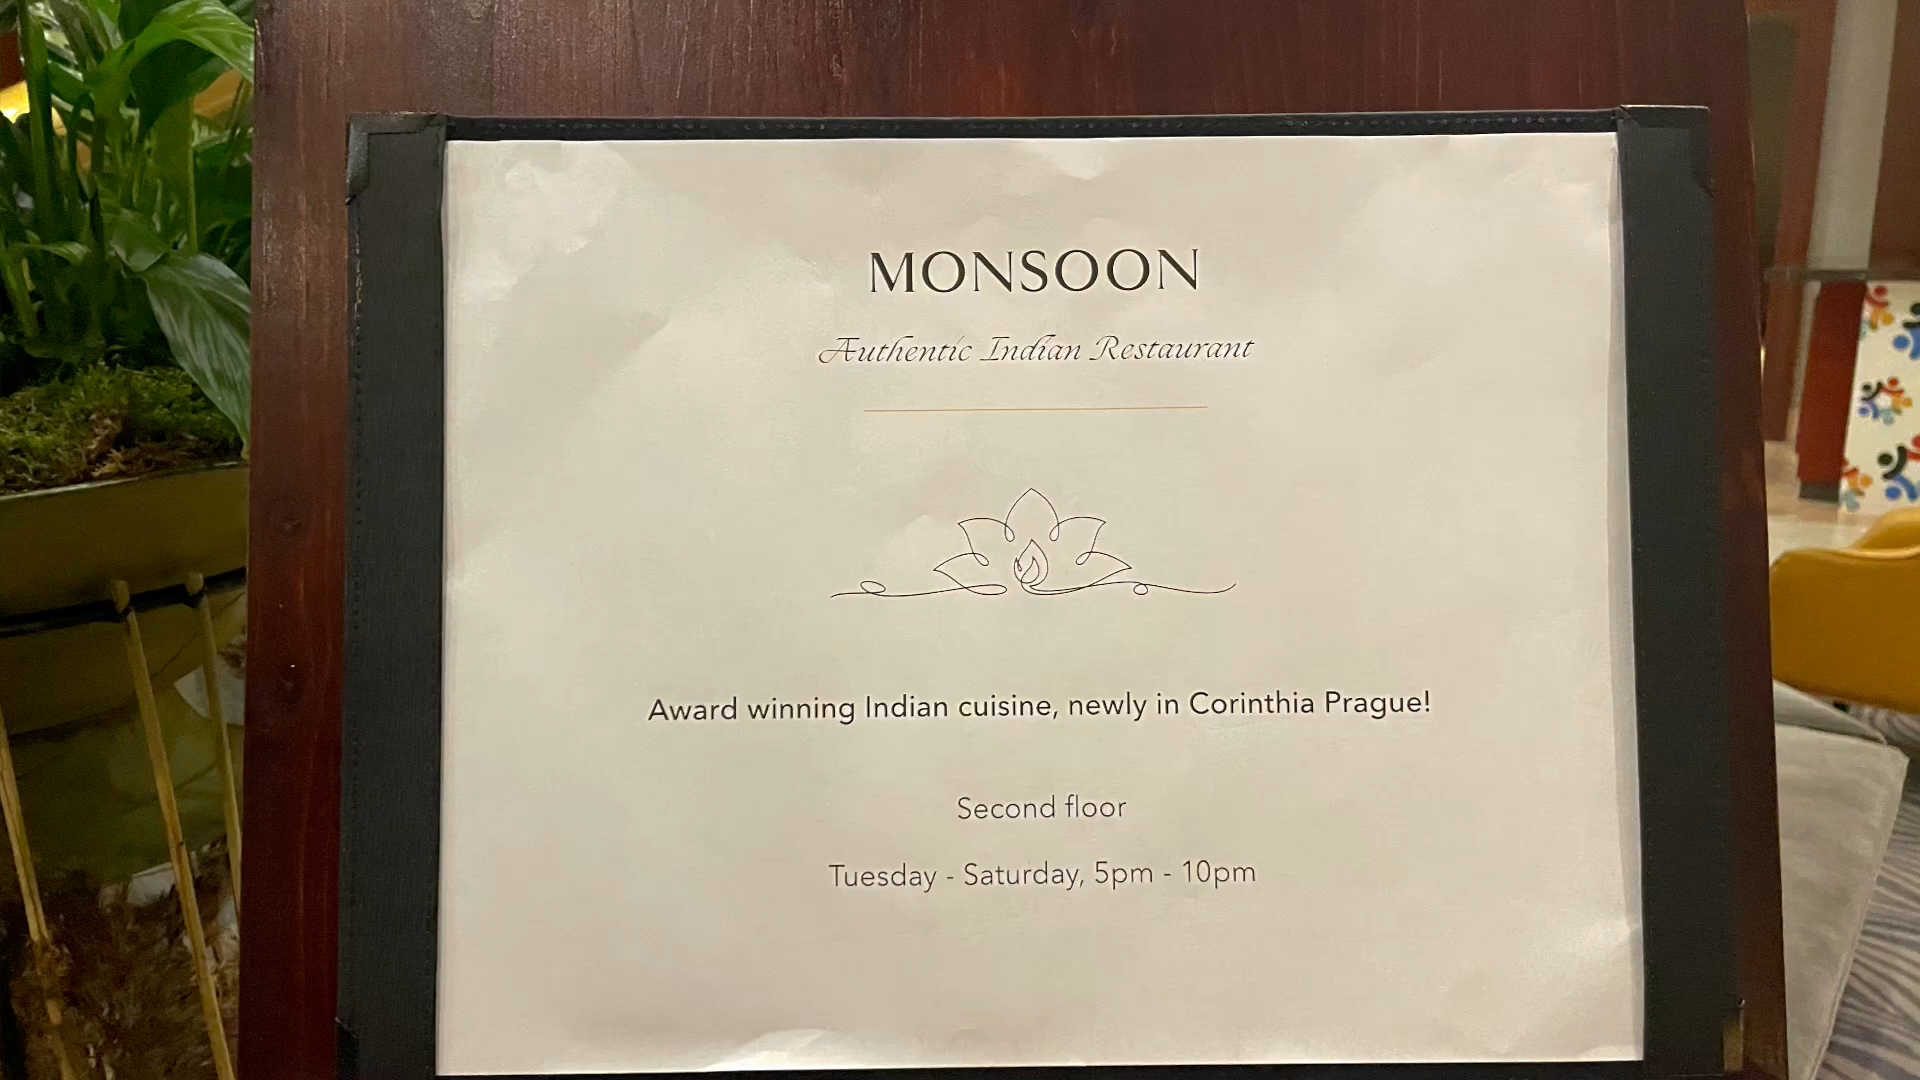 MONSOON
Authentic Indian Restaurant
Award winning Indian cuisine, newly in Corinthia Prague!
Second floor
Tuesday - Saturday, 5pm - 10pm